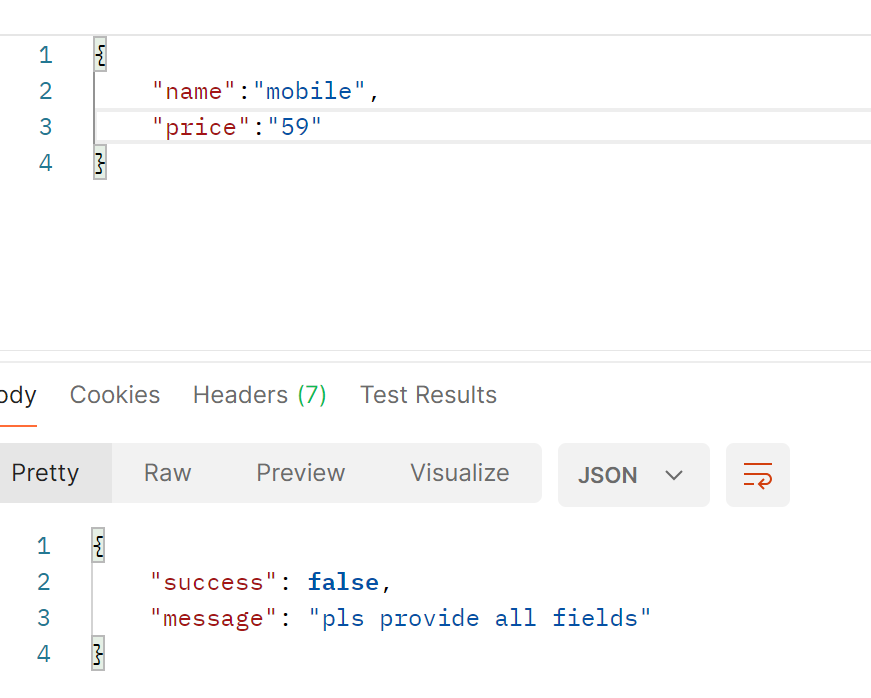 1 {
2 "name":"mobile",
3 "price":"59"
4 }
ody Cookies Headers (7) Test Results
Pretty Raw Preview Visualize JSON
1 {
2 "success": false,
3 "message": "pls provide all fields"
4 }